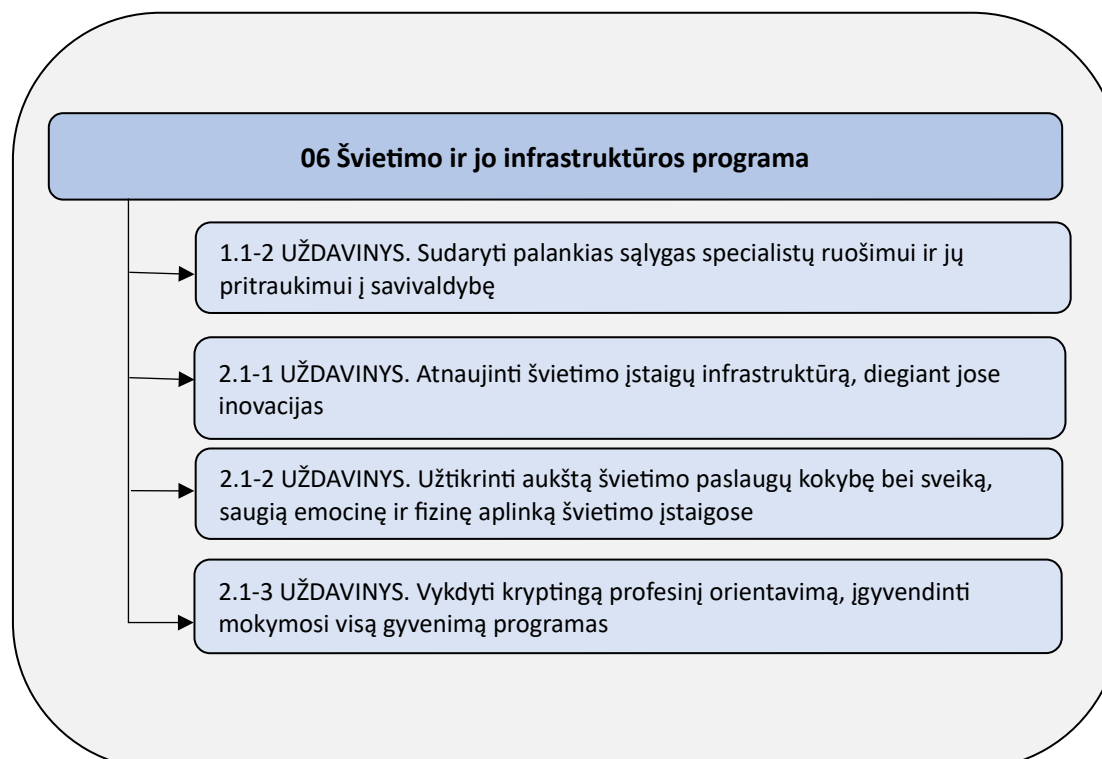 06 Švietimo ir jo infrastruktūros programa
1.1-2 UŽDAVINYS. Sudaryti palankias sąlygas specialistų ruošimui ir jų
pritraukimui į savivaldybę
2.1-1 UŽDAVINYS. Atnaujinti švietimo įstaigų infrastruktūrą, diegiant jose
inovacijas
2.1-2 UŽDAVINYS. Užtikrinti aukštą švietimo paslaugų kokybę bei sveiką,
saugią emocinę ir fizinę aplinką švietimo įstaigose
2.1-3 UŽDAVINYS. Vykdyti kryptingą profesinį orientavimą, įgyvendinti
mokymosi visą gyvenimą programas